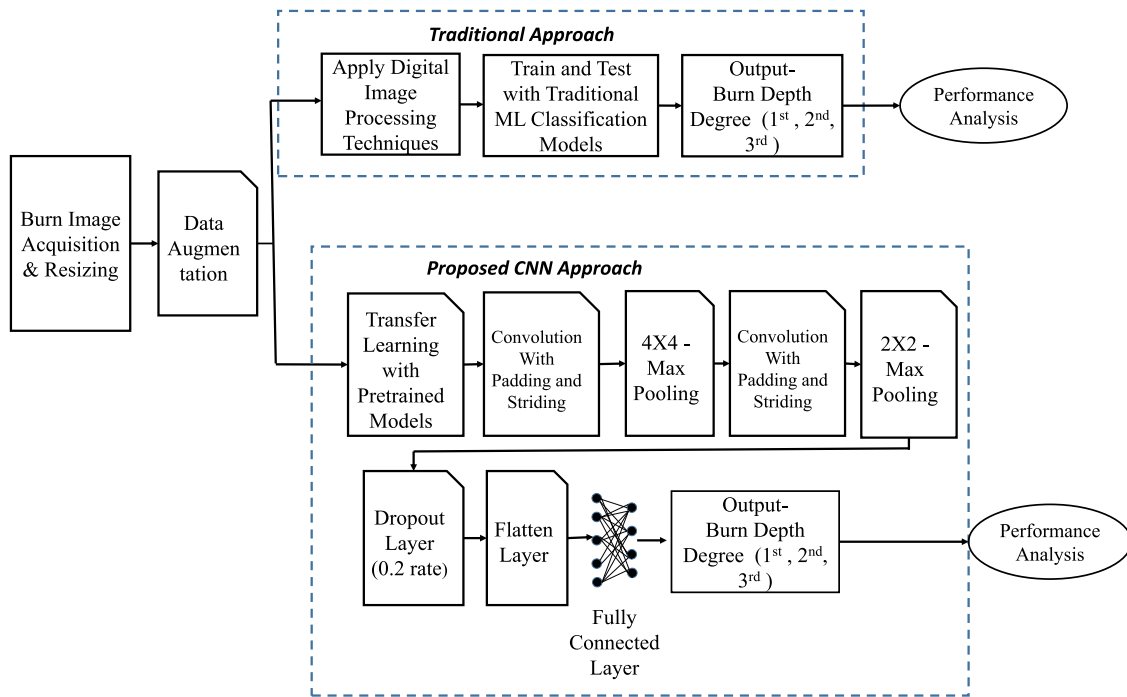 Traditional Approach
Apply Digital
Image
Processing
Techniques
Train and Test
with Traditional
ML Classification
Models
Output-
Burn Depth
Degree (1st , 2nd,
3rd )
Performance
Analysis
Burn Image
Acquisition
& Resizing
Data
Augmen
tation
Proposed CNN Approach
Transfer
Learning
with
Pretrained
Models
Convolution
With
Padding and
Striding
4X4 -
Max
Pooling
Convolution
With
Padding and
Striding
2X2 -
Max
Pooling
Dropout
Layer
(0.2 rate)
Flatten
Layer
Fully
Connected
Layer
Output-
Burn Depth
Degree (1st , 2nd,
3rd )
Performance
Analysis